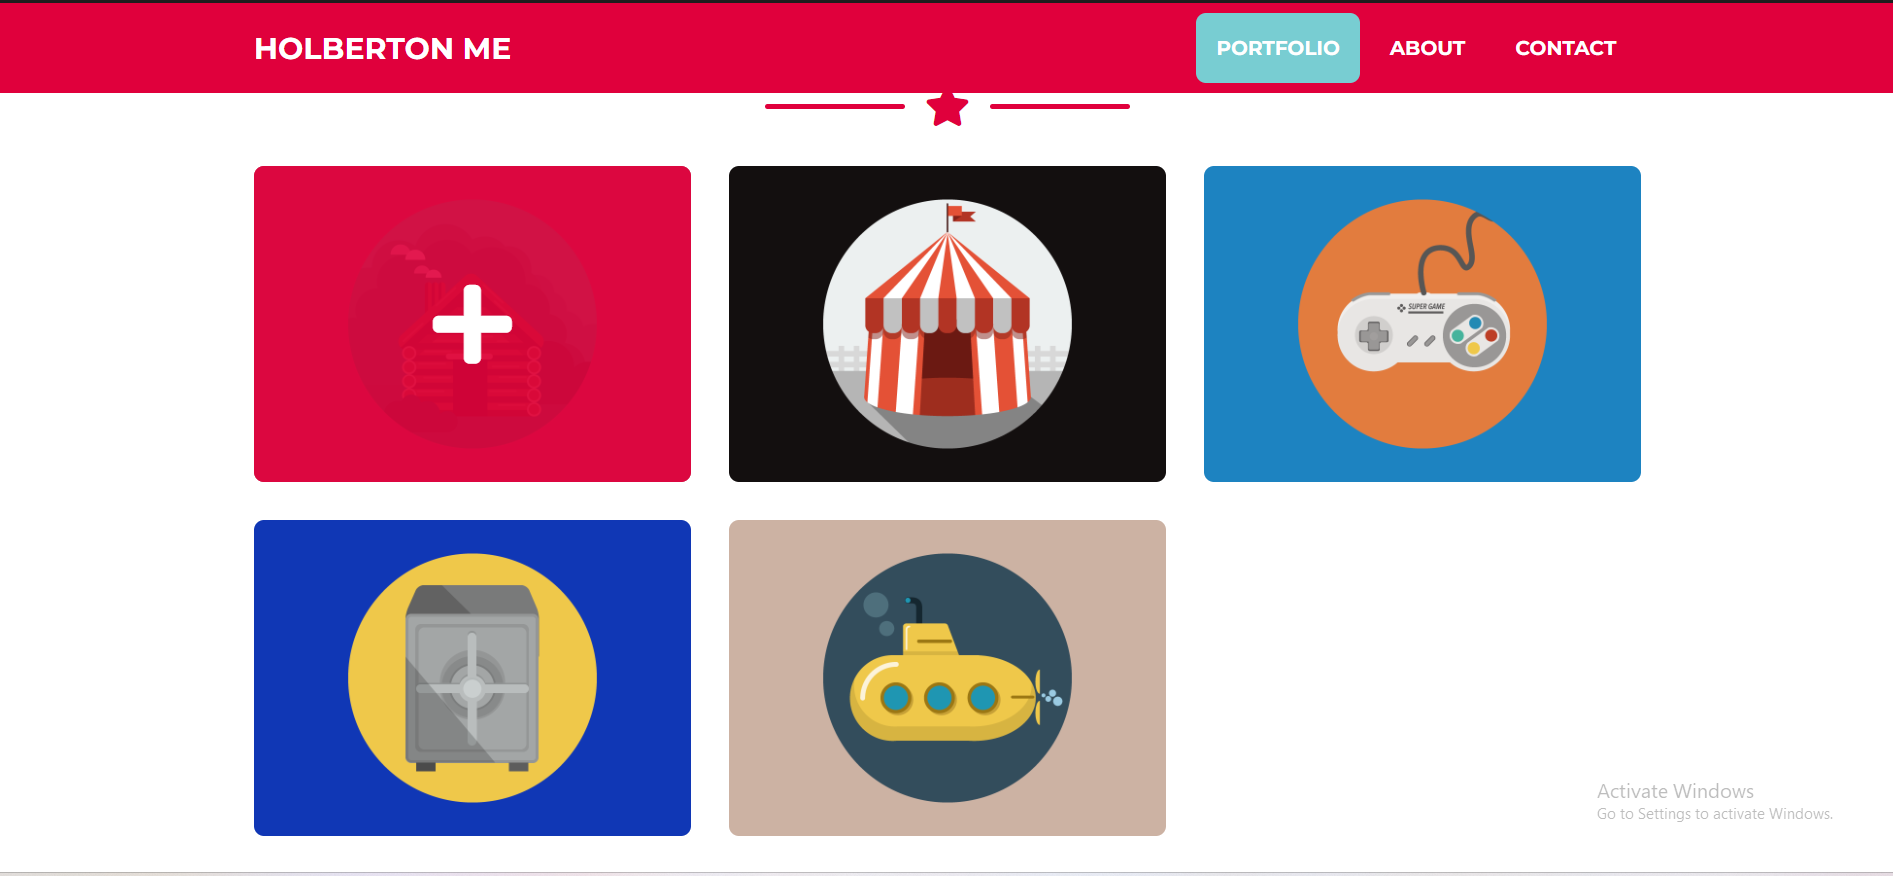 HOLBERTON ME
PORTFOLIO
ABOUT
CONTACT
SUPER GAME
Activate Windows
Go to Settings to activate Windows.